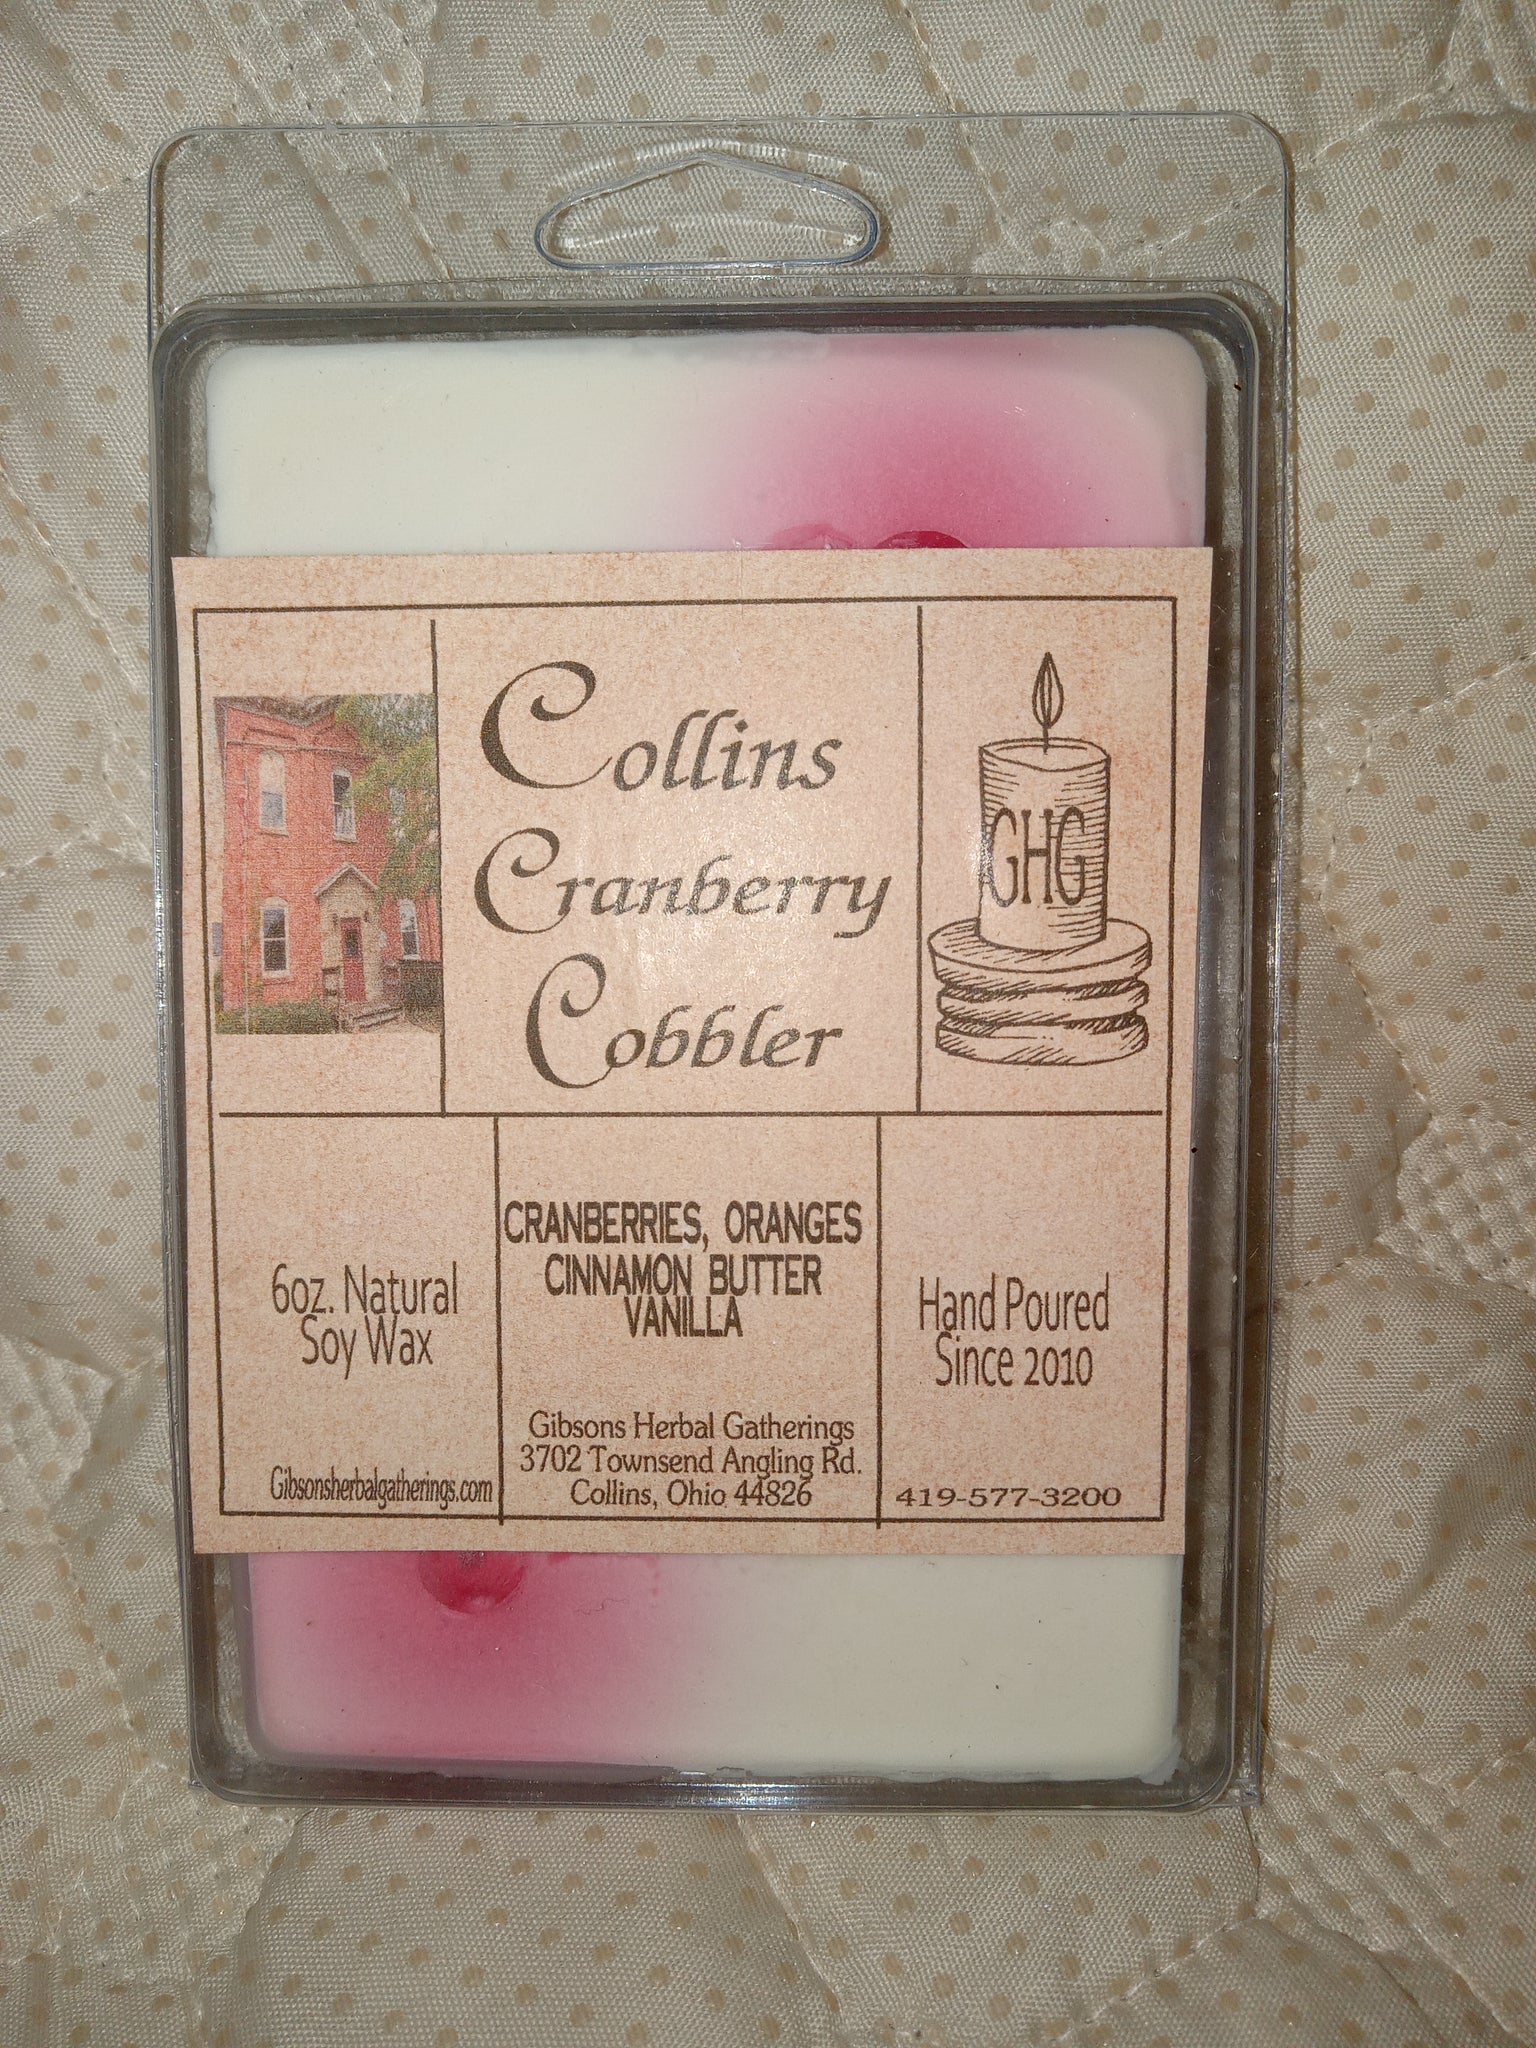 Collins
Cranberry
Cobbler
GHG
6oz. Natural
Soy Wax
Gibsonsherbalgatherings.com
CRANBERRIES, ORANGES
CINNAMON BUTTER
VANILLA
Gibsons Herbal Gatherings
3702 Townsend Angling Rd.
Collins, Ohio 44826
Hand Poured
Since 2010
419-577-3200